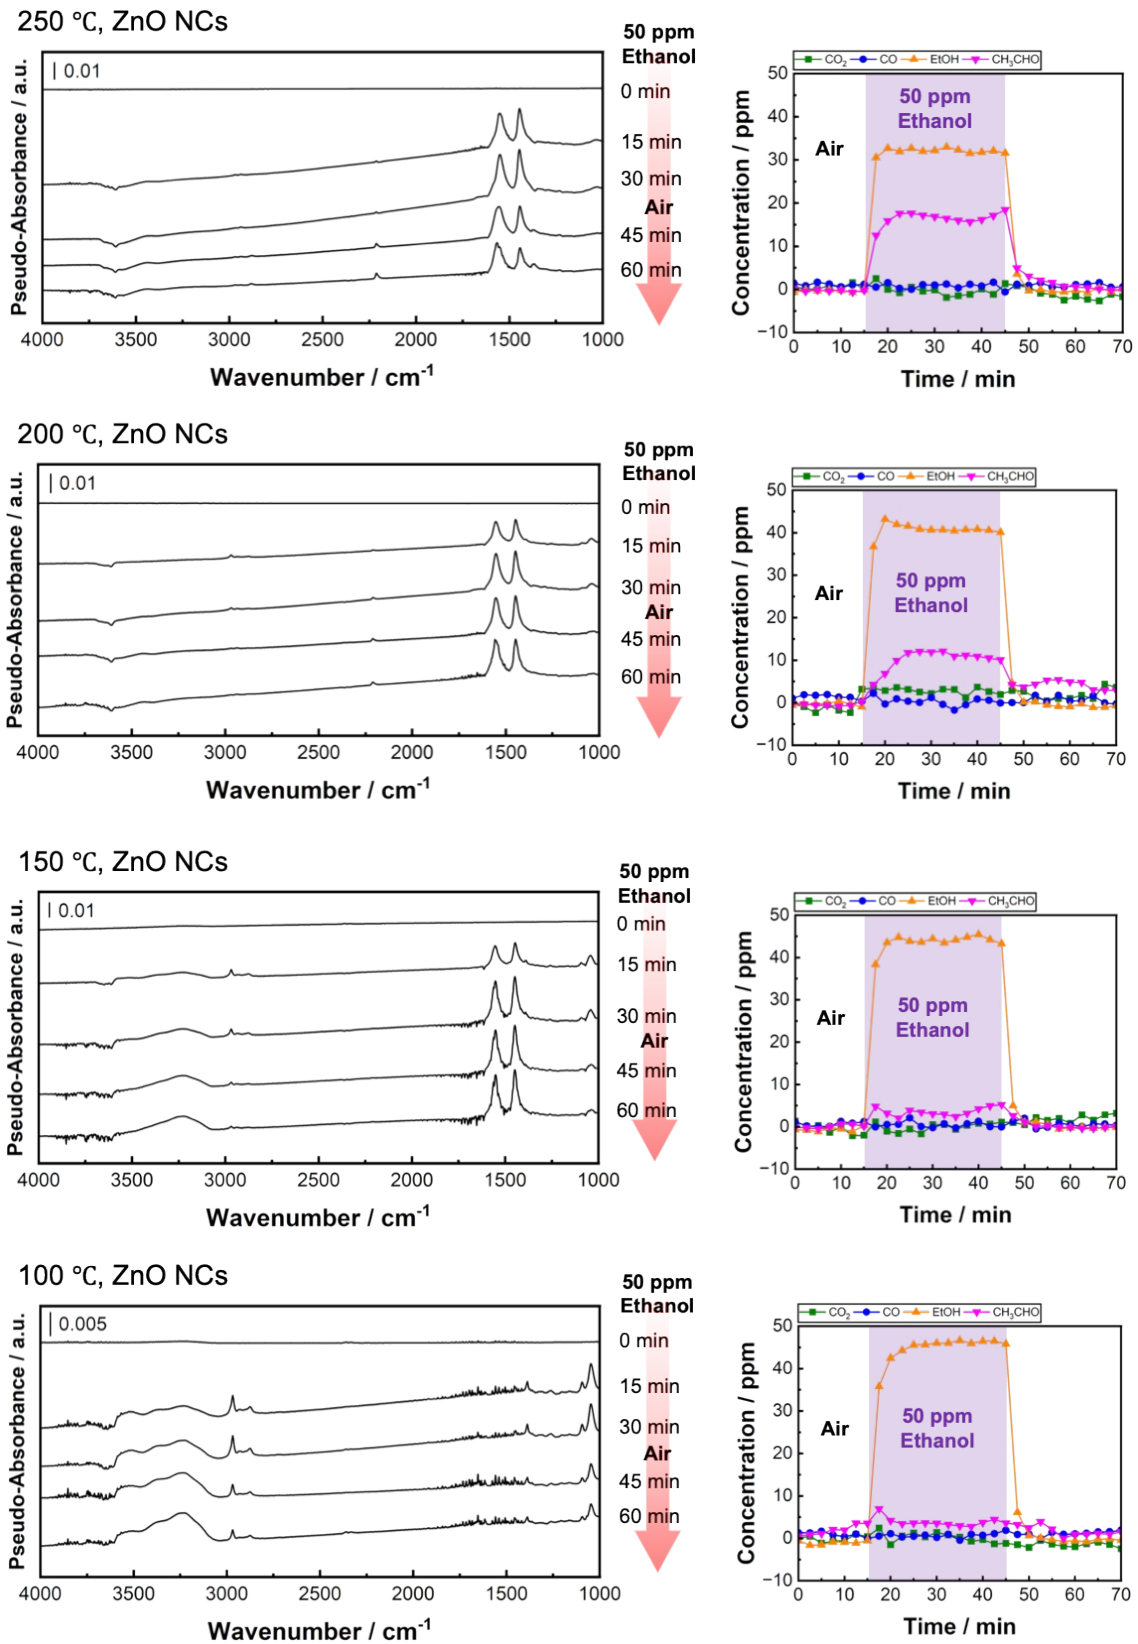 250 ℃, ZnO NCs
50 ppm
Ethanol
0.01
0 min
15 min
30 min
Air
45 min
60 min
Pseudo-Absorbance / a.u.
4000 3500 3000 2500 2000 1500 1000
Wavenumber / cm-1
CO2 CO EtOH CH3CHO
50
40
30
20
10
0
−10
Concentration / ppm
Air
50 ppm
Ethanol
0 10 20 30 40 50 60 70
Time / min
200 ℃, ZnO NCs
50 ppm
Ethanol
0.01
0 min
15 min
30 min
Air
45 min
60 min
Pseudo-Absorbance / a.u.
4000 3500 3000 2500 2000 1500 1000
Wavenumber / cm-1
CO2 CO EtOH CH3CHO
50
40
30
20
10
0
−10
Concentration / ppm
Air
50 ppm
Ethanol
0 10 20 30 40 50 60 70
Time / min
150 ℃, ZnO NCs
50 ppm
Ethanol
0.01
0 min
15 min
30 min
Air
45 min
60 min
Pseudo-Absorbance / a.u.
4000 3500 3000 2500 2000 1500 1000
Wavenumber / cm-1
CO2 CO EtOH CH3CHO
50
40
30
20
10
0
−10
Concentration / ppm
Air
50 ppm
Ethanol
0 10 20 30 40 50 60 70
Time / min
100 ℃, ZnO NCs
50 ppm
Ethanol
0.005
0 min
15 min
30 min
Air
45 min
60 min
Pseudo-Absorbance / a.u.
4000 3500 3000 2500 2000 1500 1000
Wavenumber / cm-1
CO2 CO EtOH CH3CHO
50
40
30
20
10
0
−10
Concentration / ppm
Air
50 ppm
Ethanol
0 10 20 30 40 50 60 70
Time / min